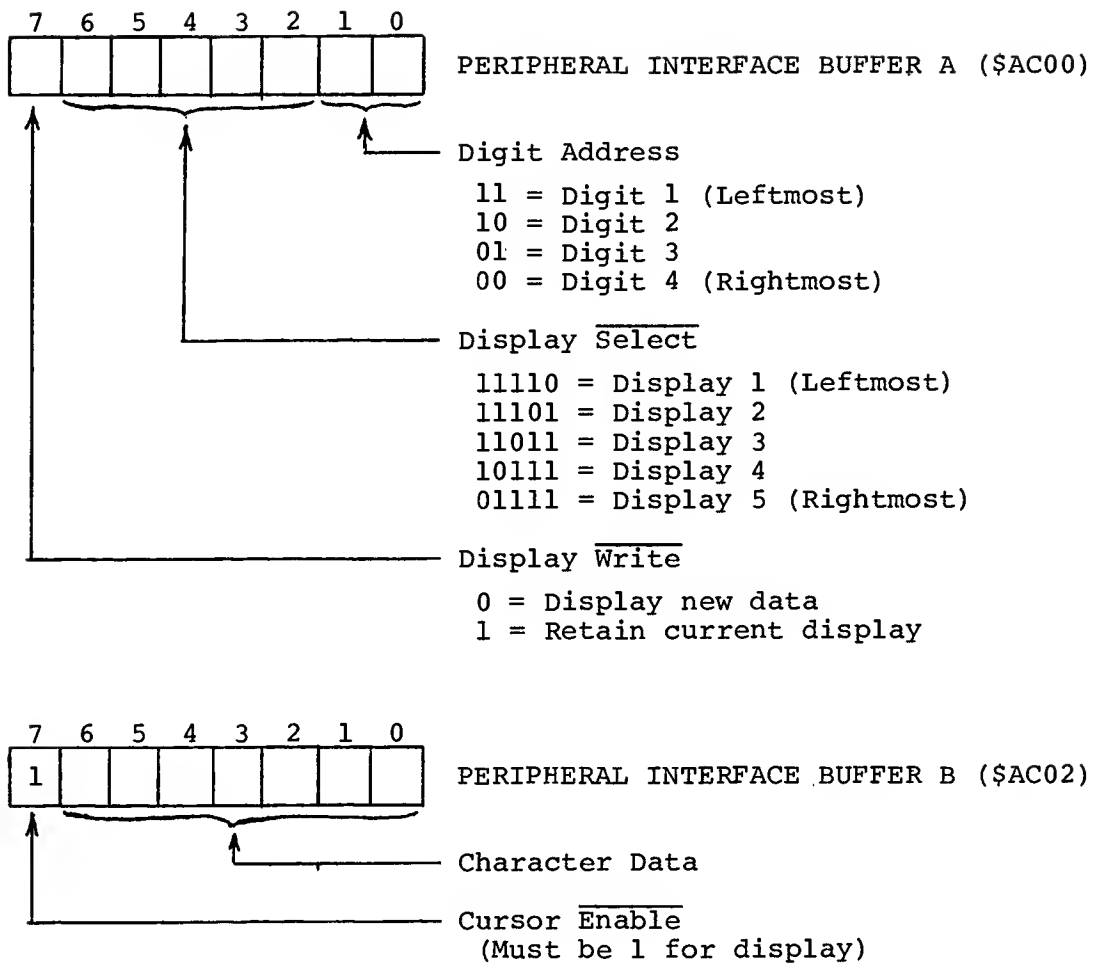 7 6 5 4 3 2 1 0
PERIPHERAL INTERFACE BUFFER A ($AC00)
Digit Address
11 = Digit 1 (Leftmost)
10 = Digit 2
01 = Digit 3
00 = Digit 4 (Rightmost)
Display Select
11110 = Display 1 (Leftmost)
11101 = Display 2
11011 = Display 3
10111 = Display 4
01111 = Display 5 (Rightmost)
Display Write
0 = Display new data
1 = Retain current display
7 6 5 4 3 2 1 0
1
PERIPHERAL INTERFACE BUFFER B ($AC02)
Character Data
Cursor Enable
(Must be 1 for display)